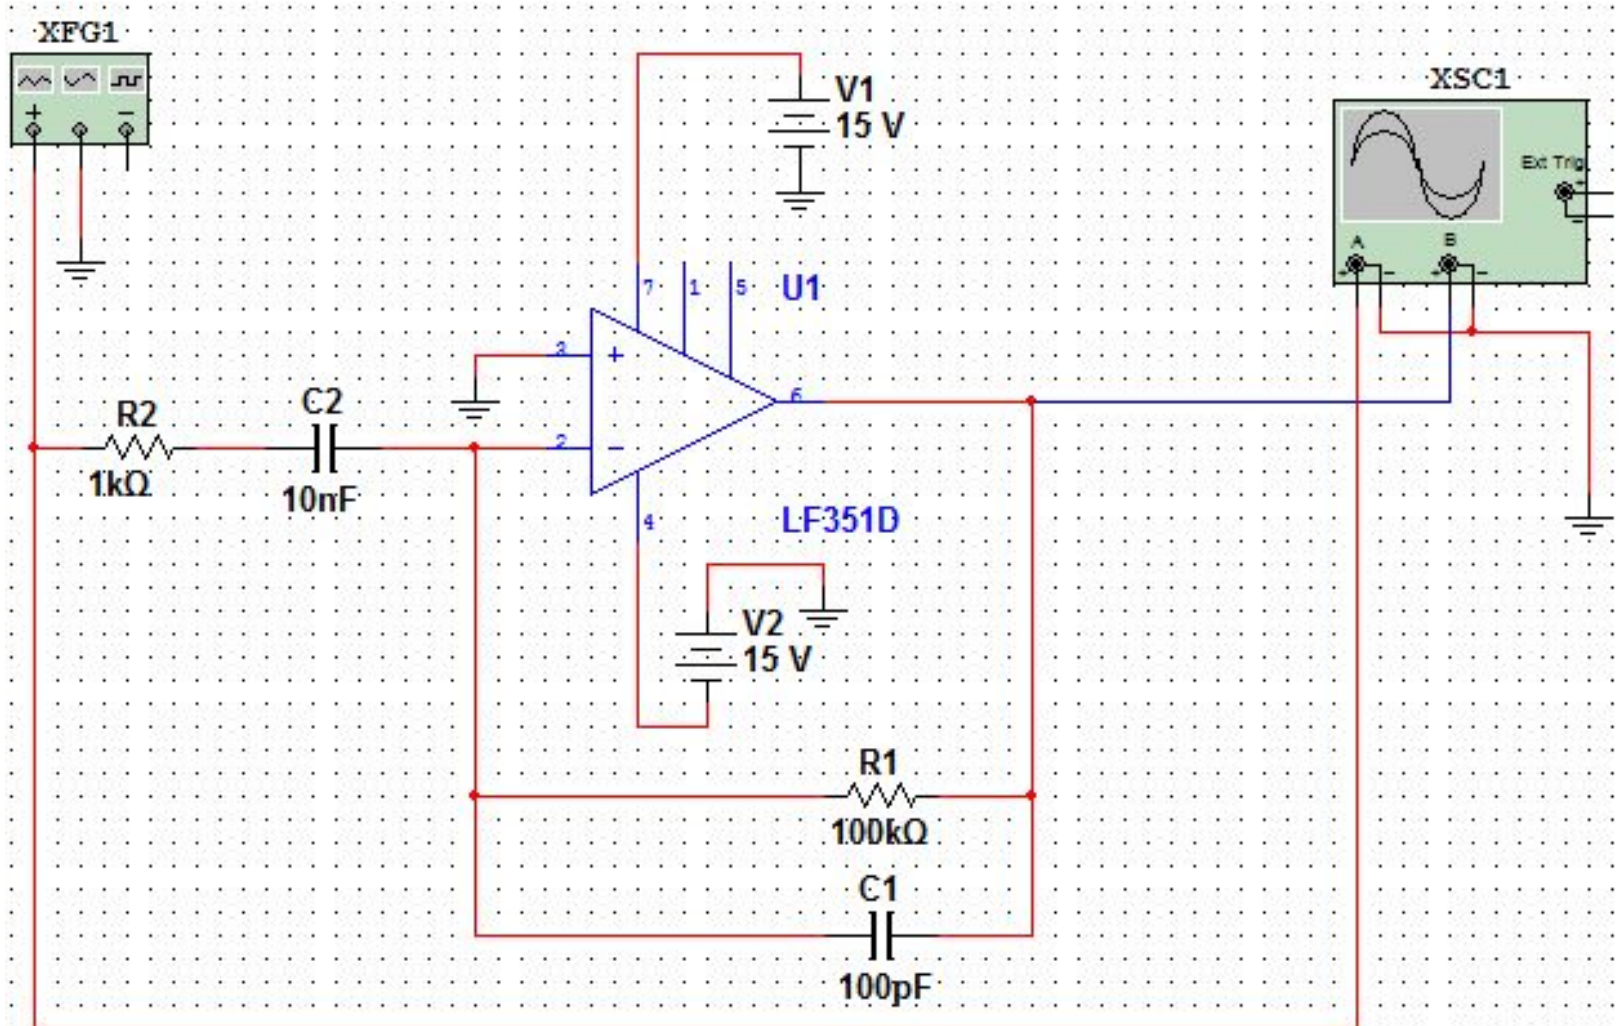 XFG1
+
−
V1
15 V
XSC1
Ext Trig
+
−
A
B
+
−
+
−
7
1
5
U1
3
+
6
R2
1kΩ
C2
10nF
2
−
4
LF351D
V2
15 V
R1
100kΩ
C1
100pF